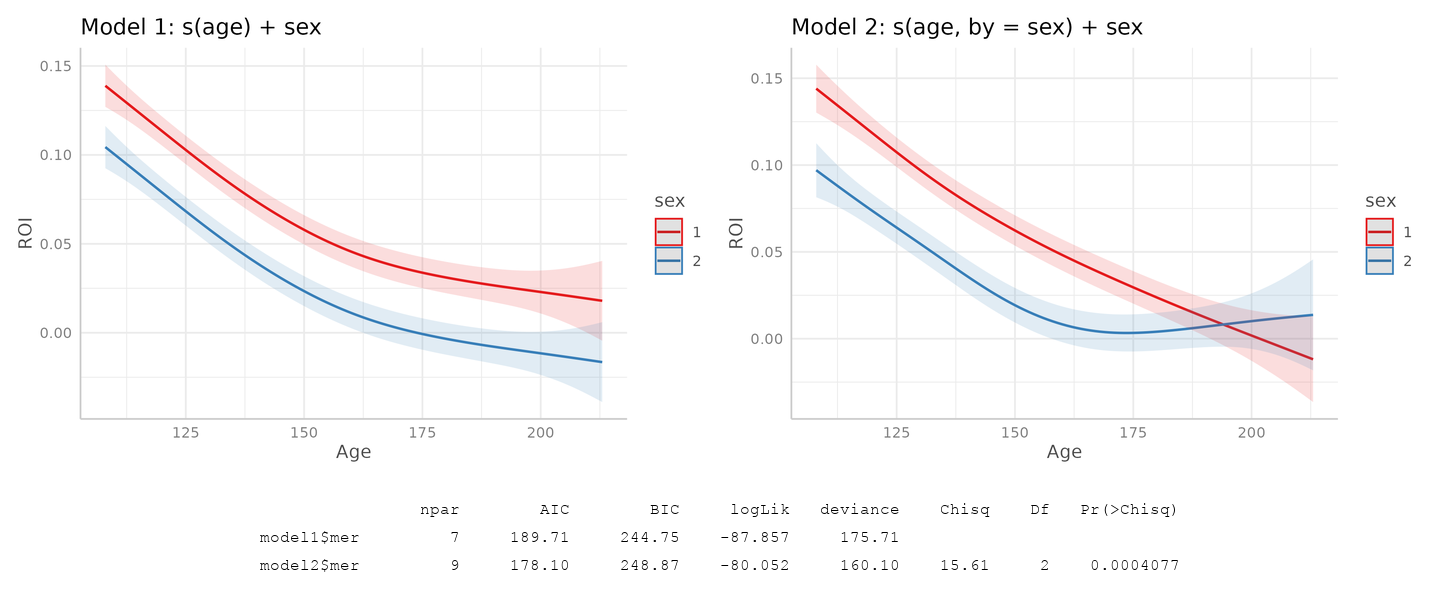 Model 1: s(age) + sex
0.15
0.10
0.05
0.00
ROI
125 150 175 200
Age
sex
1
2
Model 2: s(age, by = sex) + sex
0.15
0.10
0.05
0.00
ROI
125 150 175 200
Age
sex
1
2
npar AIC BIC logLik deviance Chisq Df Pr(>Chisq)
model1$mer 7 189.71 244.75 -87.857 175.71
model2$mer 9 178.10 248.87 -80.052 160.10 15.61 2 0.0004077